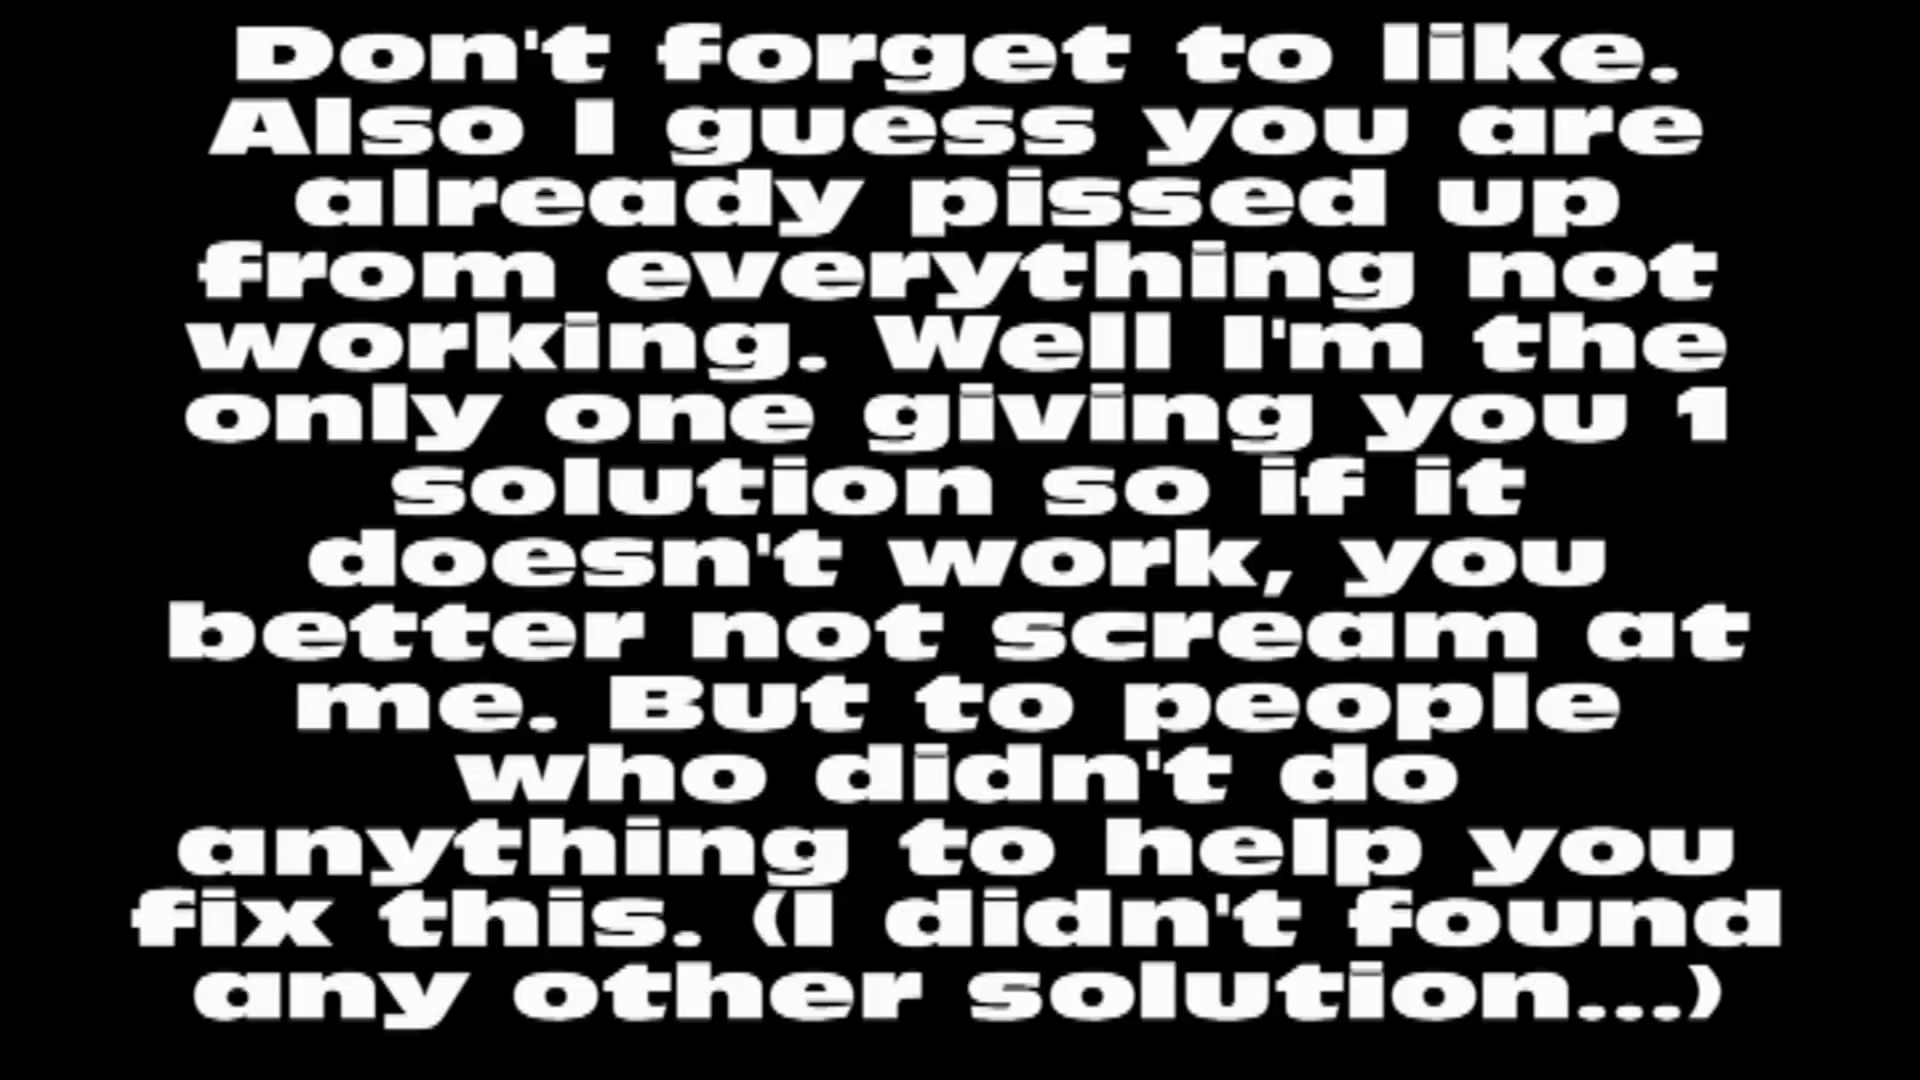 Don't forget to like.
Also I guess you are
already pissed up
from everything not
working. Well I'm the
only one giving you 1
solution so if it
doesn't work, you
better not scream at
me. But to people
who didn't do
anything to help you
fix this. (I didn't found
any other solution...)